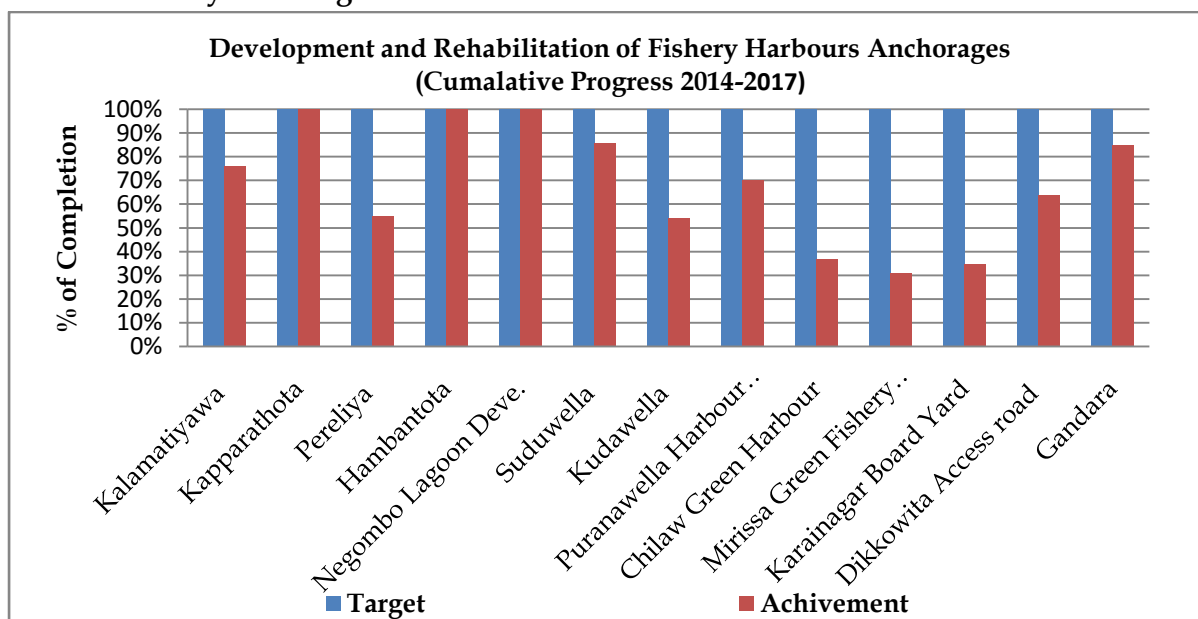 Development and Rehabilitation of Fishery Harbours Anchorages
(Cumalative Progress 2014-2017)
% of Completion
100%
90%
80%
70%
60%
50%
40%
30%
20%
10%
0%
Kalamatiyawa
Kapparathota
Pereliya
Hambantota
Negombo Lagoon Deve.
Suduwella
Kudawella
Puranawella Harbour..
Chilaw Green Harbour
Mirissa Green Fishery..
Karainagar Board Yard
Dikkowita Access road
Gandara
Target
Achivement